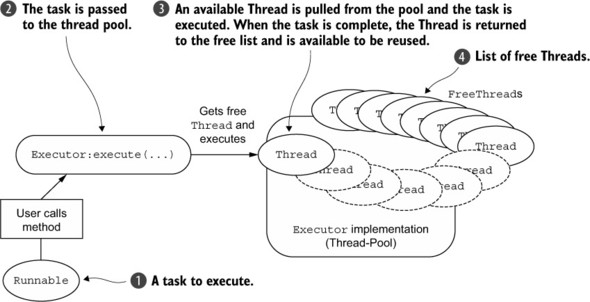 2 The task is passed
to the thread pool.
3 An available Thread is pulled from the pool and the task is
executed. When the task is complete, the Thread is returned
to the free list and is available to be reused.
4 List of free Threads.
FreeThreads
Gets free
Thread and
executes
Executor:execute(...)
Thread
Thread
hread
read
read
hread
User calls
method
Executor implementation
(Thread-Pool)
Runnable
1 A task to execute.